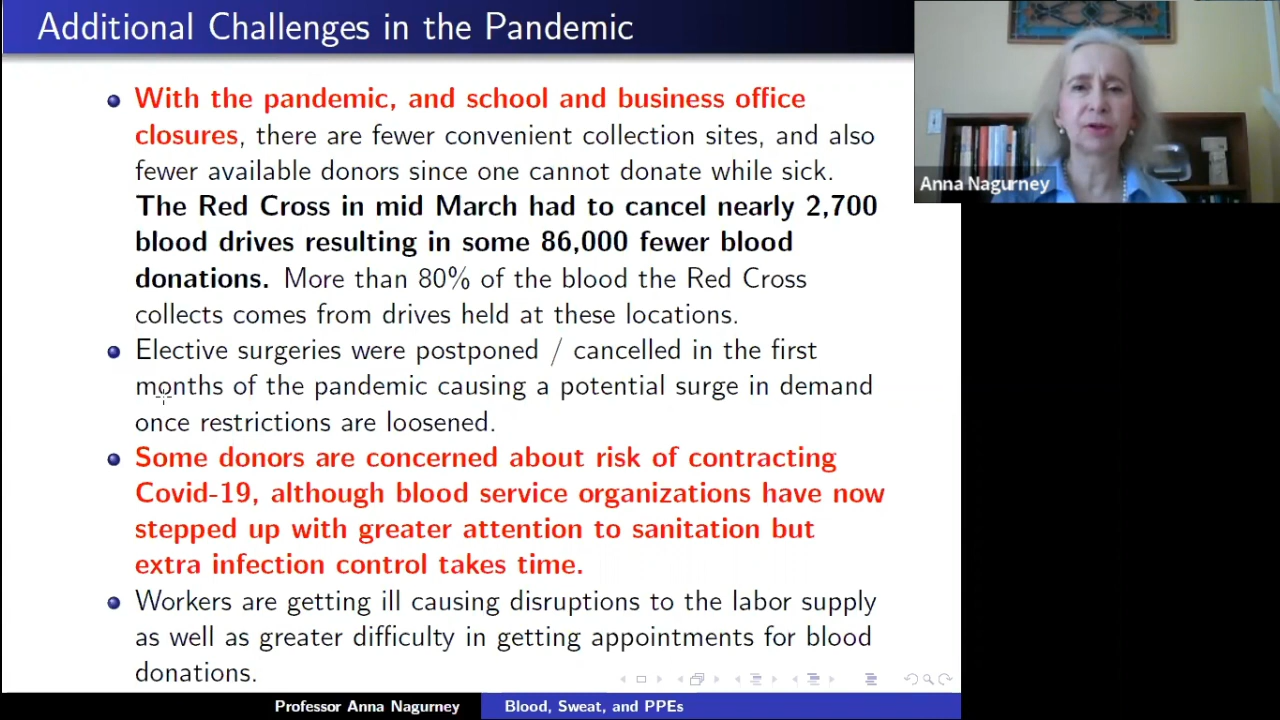 Additional Challenges in the Pandemic
With the pandemic, and school and business office
closures, there are fewer convenient collection sites, and also
fewer available donors since one cannot donate while sick.
The Red Cross in mid March had to cancel nearly 2,700
blood drives resulting in some 86,000 fewer blood
donations. More than 80% of the blood the Red Cross
collects comes from drives held at these locations.
Elective surgeries were postponed / cancelled in the first
months of the pandemic causing a potential surge in demand
once restrictions are loosened.
Some donors are concerned about risk of contracting
Covid-19, although blood service organizations have now
stepped up with greater attention to sanitation but
extra infection control takes time.
Workers are getting ill causing disruptions to the labor supply
as well as greater difficulty in getting appointments for blood
donations.
Professor Anna Nagurney
Blood, Sweat, and PPEs
Anna Nagurney